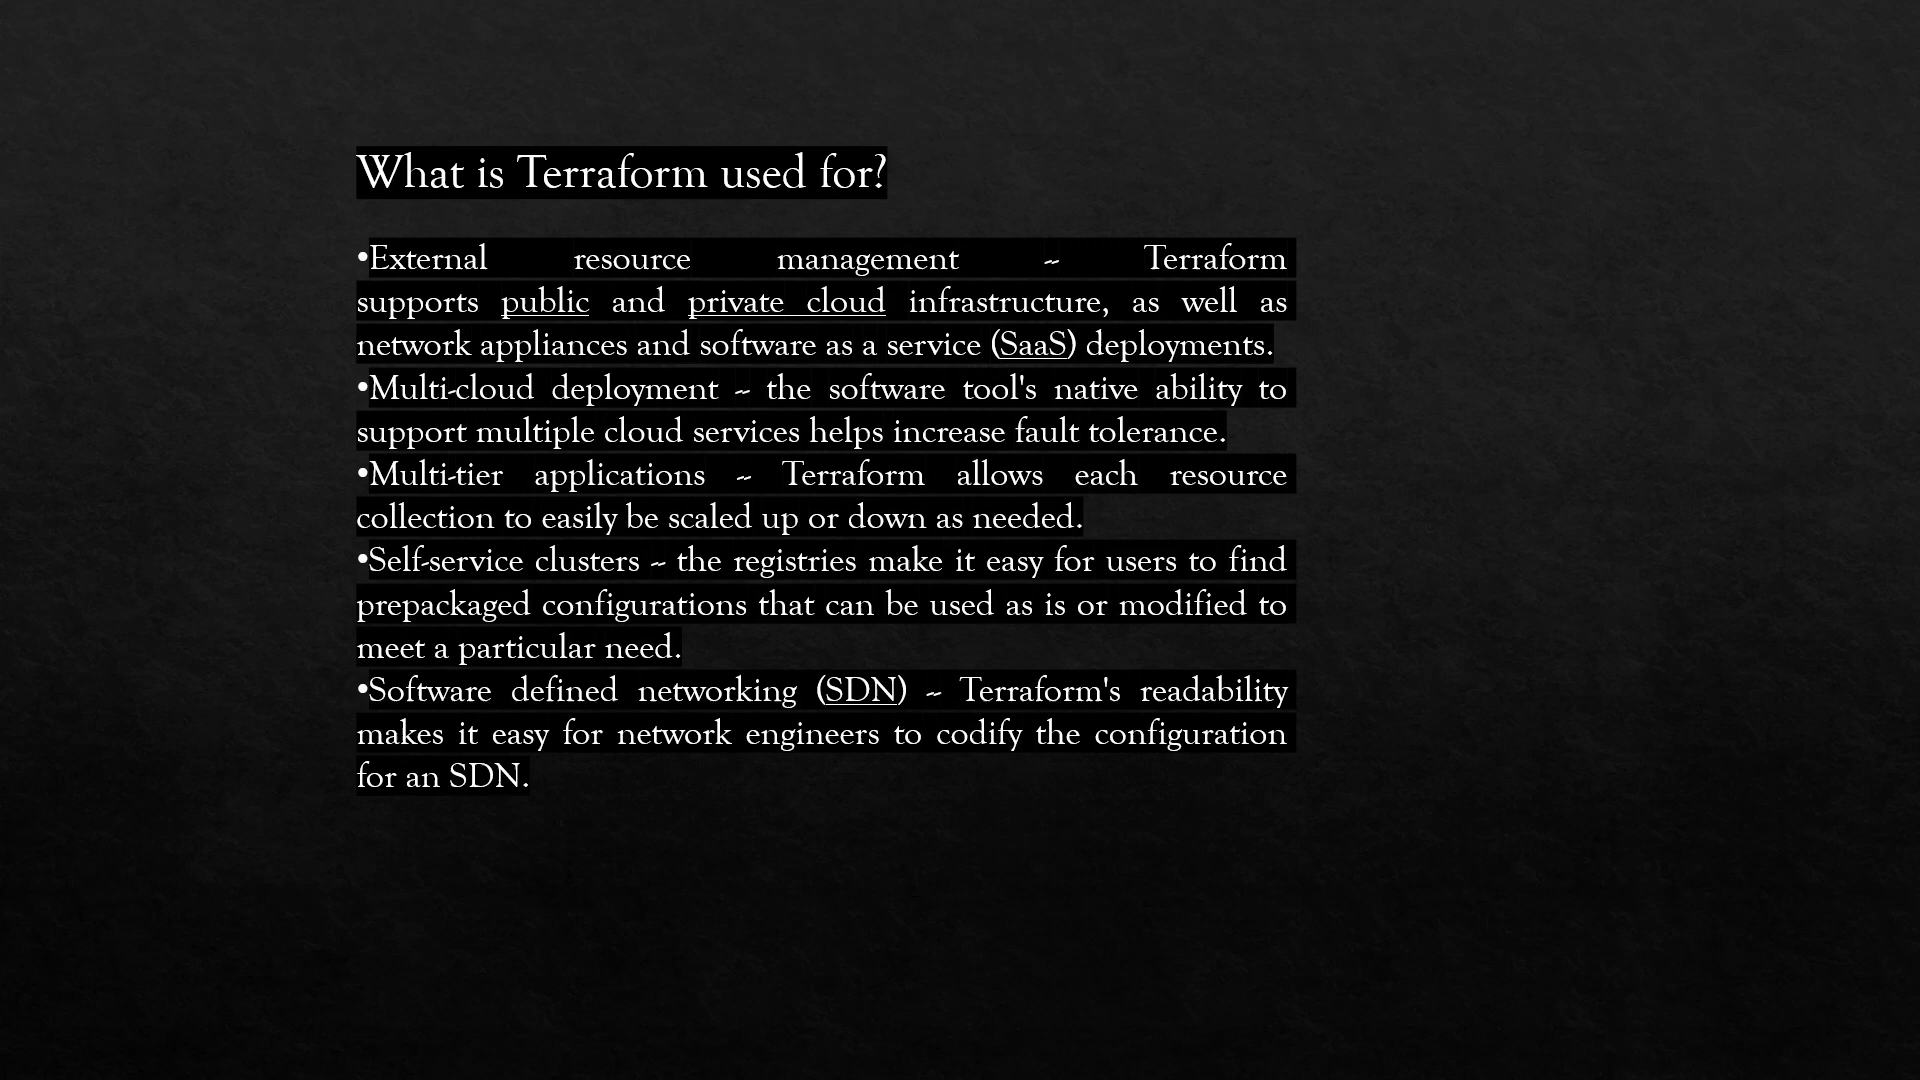 What is Terraform used for?
•External resource management -- Terraform
supports public and private cloud infrastructure, as well as
network appliances and software as a service (SaaS) deployments.
•Multi-cloud deployment -- the software tool's native ability to
support multiple cloud services helps increase fault tolerance.
•Multi-tier applications -- Terraform allows each resource
collection to easily be scaled up or down as needed.
•Self-service clusters -- the registries make it easy for users to find
prepackaged configurations that can be used as is or modified to
meet a particular need.
•Software defined networking (SDN) -- Terraform's readability
makes it easy for network engineers to codify the configuration
for an SDN.